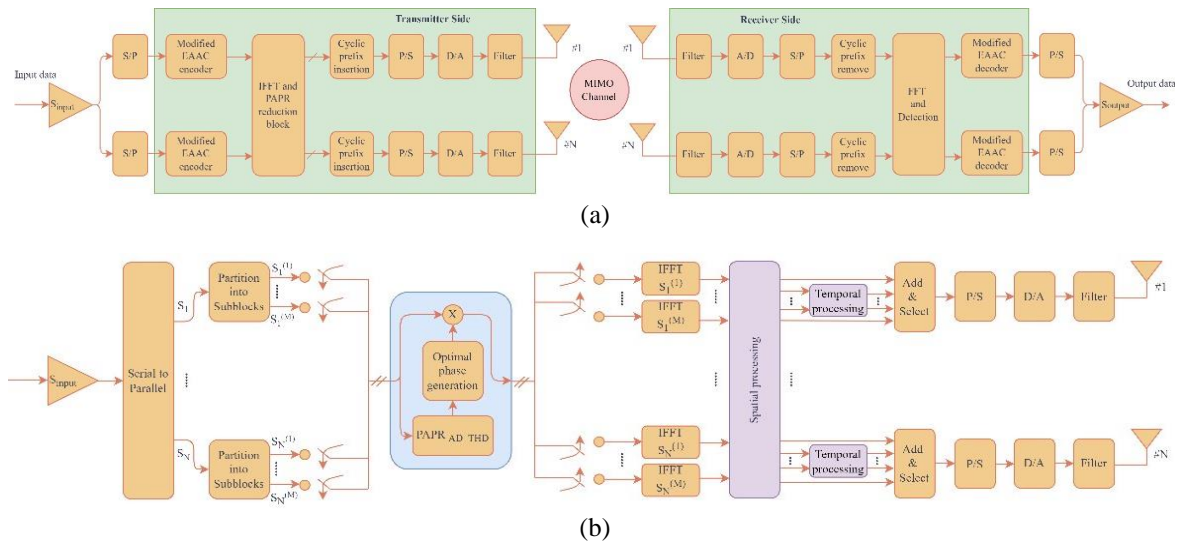 Transmitter Side
Receiver Side
Input data
S_input
S/P
Modified
EAAC
encoder
IFFT and
PAPR
reduction
block
Cyclic
prefix
insertion
P/S
D/A
Filter
#1
S/P
Modified
EAAC
encoder
Cyclic
prefix
insertion
P/S
D/A
Filter
#N
MIMO
Channel
#1
Filter
A/D
S/P
Cyclic
prefix
remove
FFT
and
Detection
Modified
EAAC
decoder
P/S
#N
Filter
A/D
S/P
Cyclic
prefix
remove
Modified
EAAC
decoder
P/S
Output data
S_output
(a)
S_input
Serial to
Parallel
S_1
Partition
into
Subblocks
S_1^(1)
S_1^(M)
S_N
Partition
into
Subblocks
S_N^(1)
S_N^(M)
X
Optimal
phase
generation
PAPR AD THD
IFFT
S_1^(1)
IFFT
S_1^(M)
IFFT
S_N^(1)
IFFT
S_N^(M)
Spatial processing
Temporal
processing
Add
&
Select
P/S
D/A
Filter
#1
Temporal
processing
Add
&
Select
P/S
D/A
Filter
#N
(b)